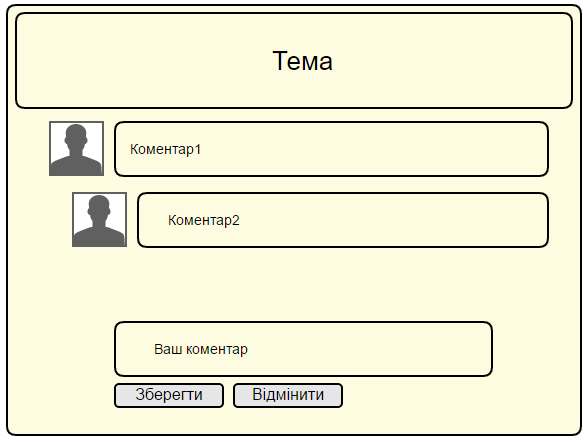 Тема
Коментар1
Коментар2
Ваш коментар
Зберегти
Відмінити